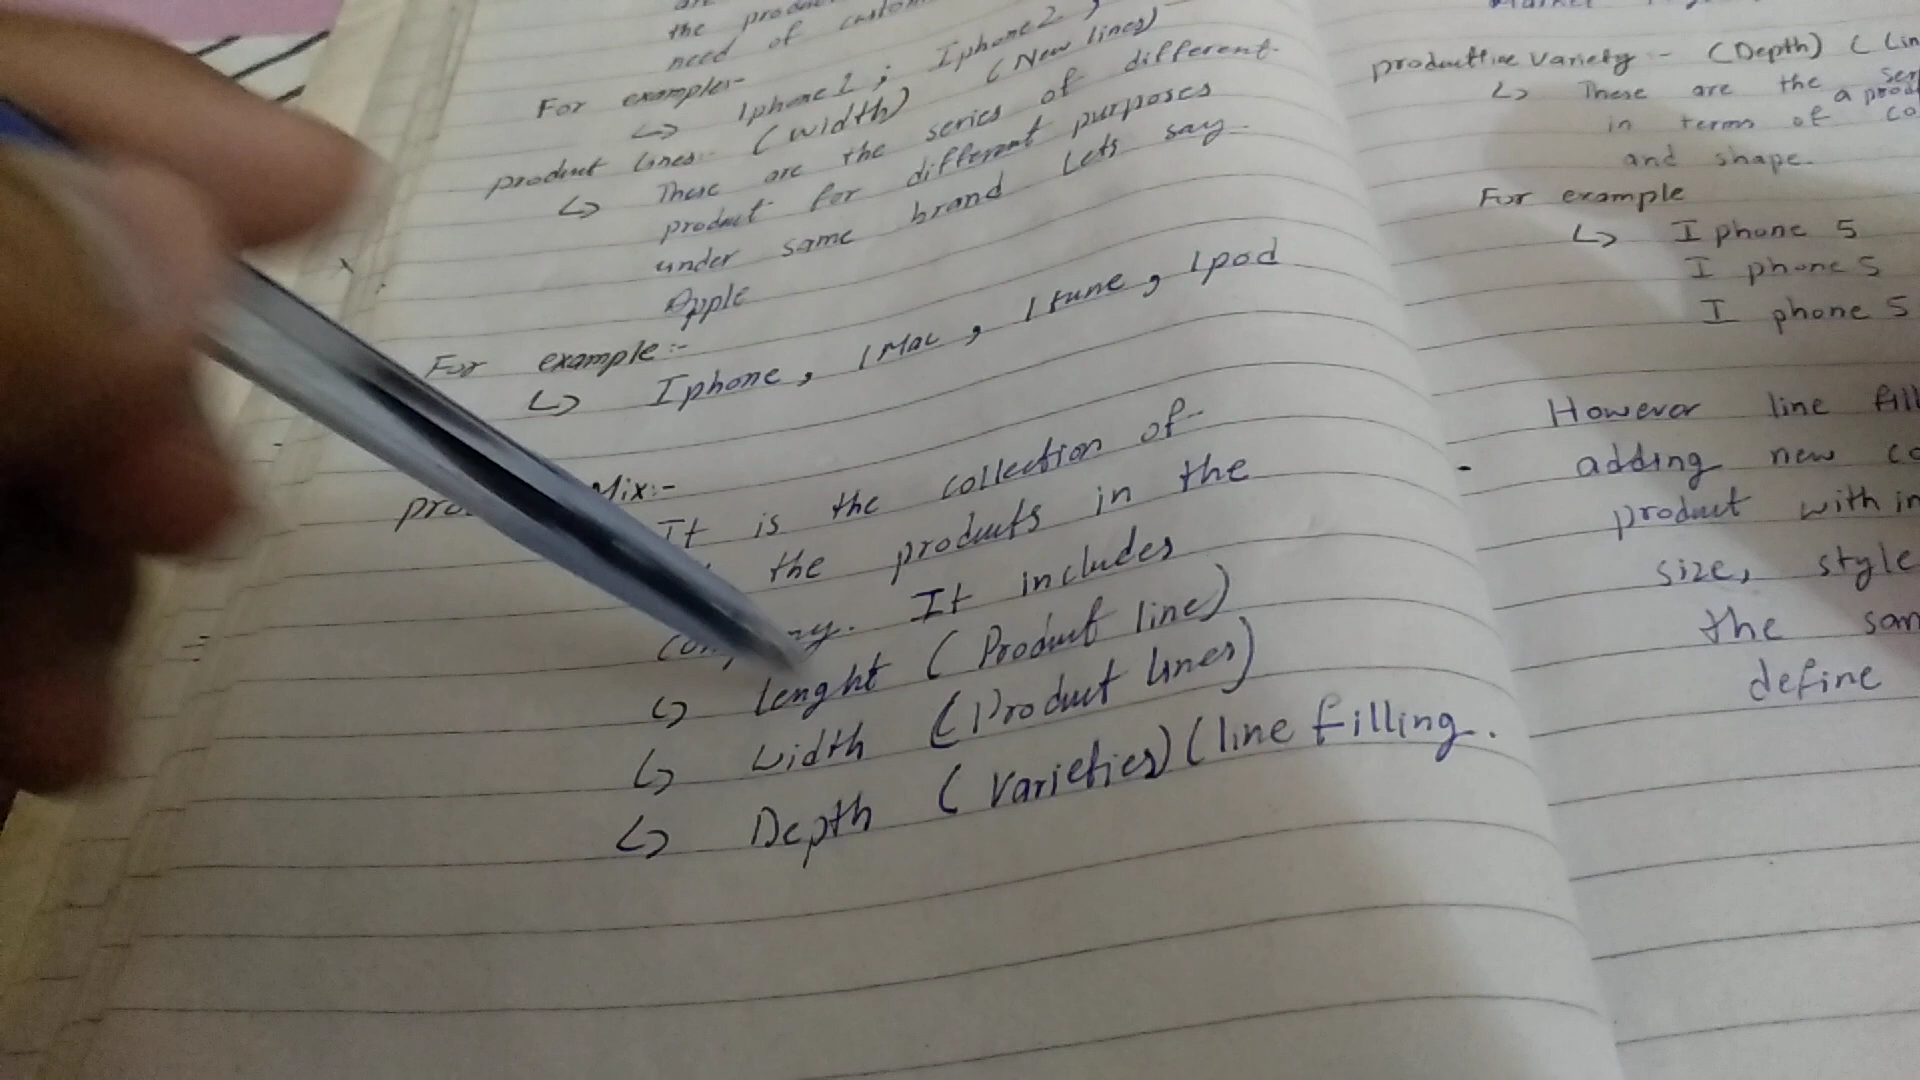 the
need of
For example:-
↳ Iphone 1, Iphone 2,
product lines:- (width) (New lines)
↳ These are the series of different
product for different purposes
under same brand Lets say
Apple
For example:-
↳ Iphone, IMac, Itune, Ipod
Mix:-
It is the collection of
the products in the
It includes
↳ lenght (Product line)
↳ width (Product lines)
↳ Depth (Varieties) (line filling.
productline variety:- (Depth)
↳ These are the
a
in terms of
and shape.
For example
↳ I phone 5
I phone 5
I phone 5
However line
adding new
product with in
size, style
the
define